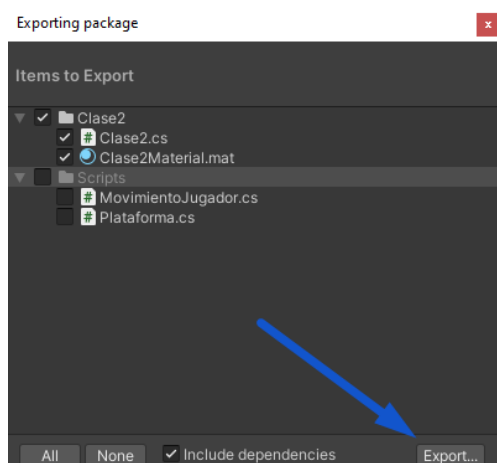 Exporting package
x
Items to Export
Clase2
# Clase2.cs
Clase2Material.mat
Scripts
# MovimientoJugador.cs
# Plataforma.cs
All None Include dependencies Export...